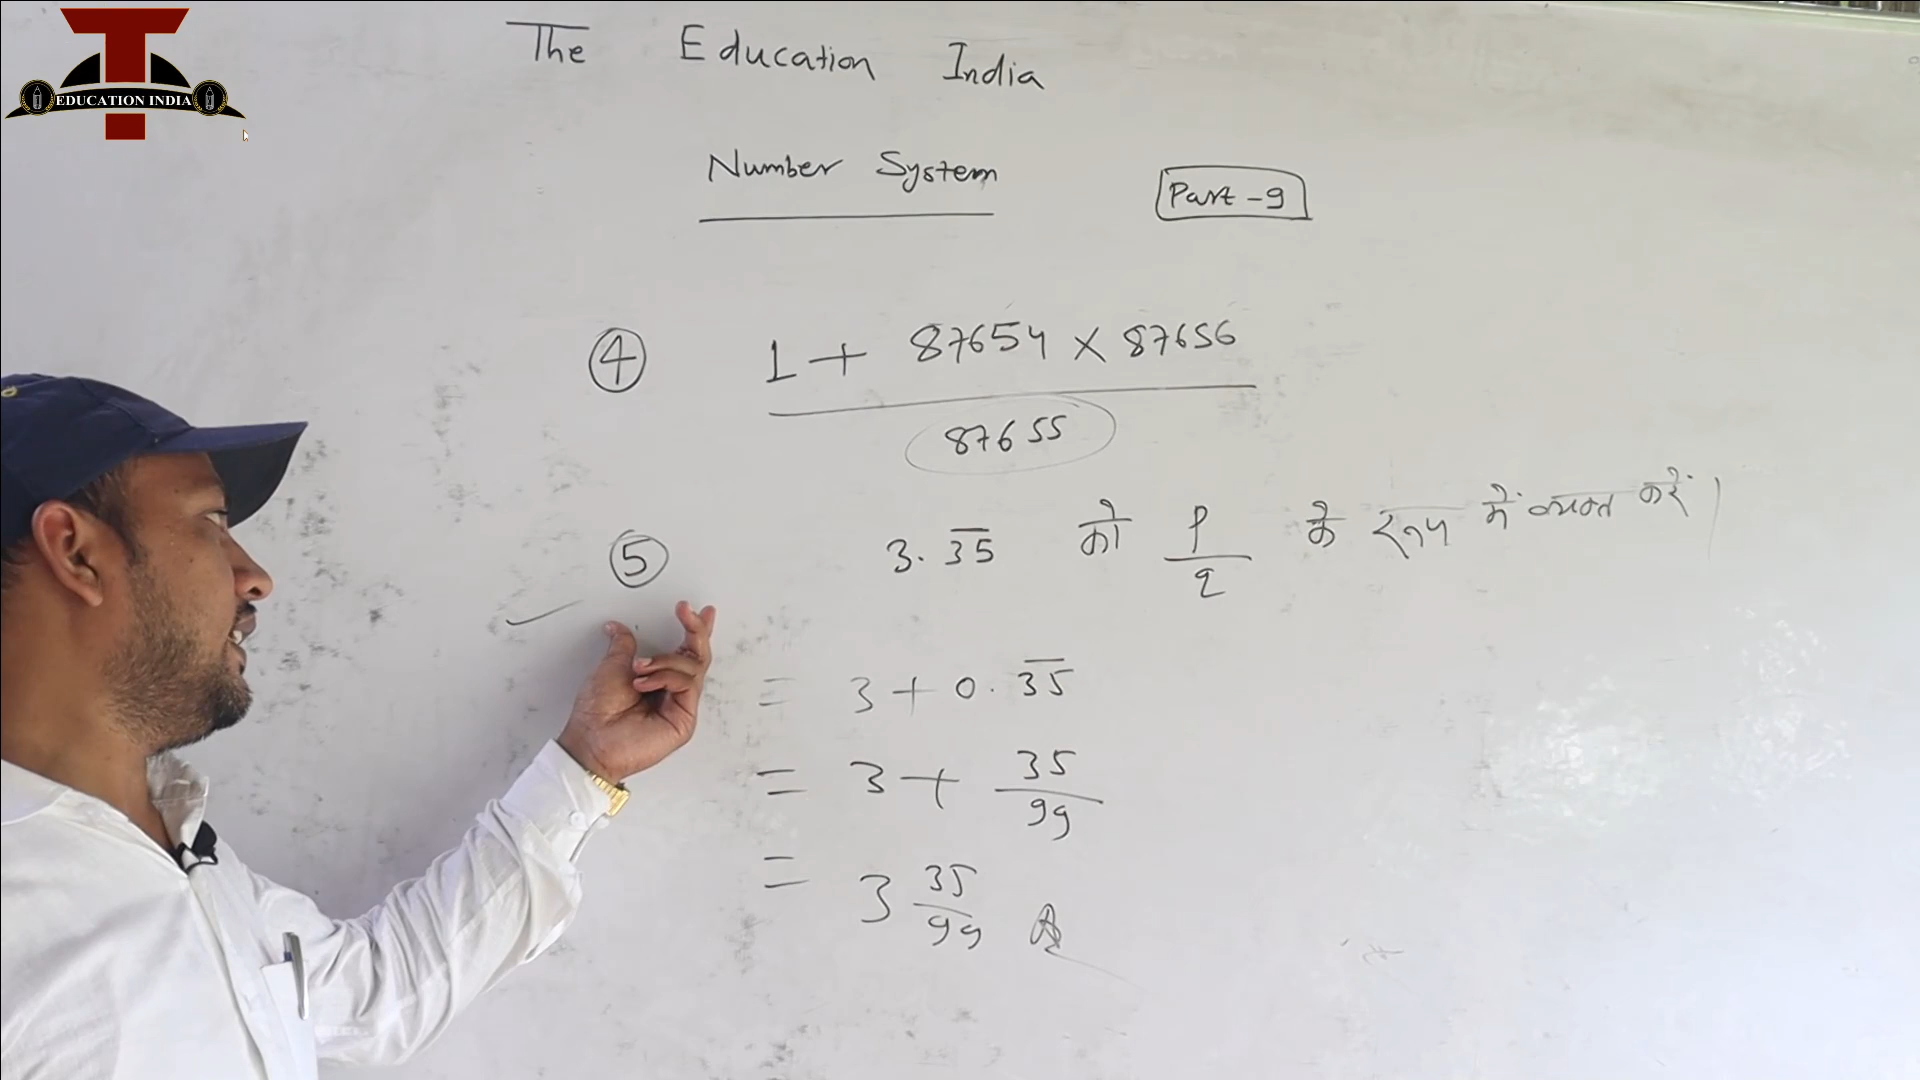 EDUCATION INDIA
The Education India
Number System
Part-9
④ 1 + 87654 × 87656
87655
⑤ 3.3̅5̅ को p/q के रूप में व्यक्त करें।
= 3 + 0.3̅5̅
= 3 + 35/99
= 3 35/99